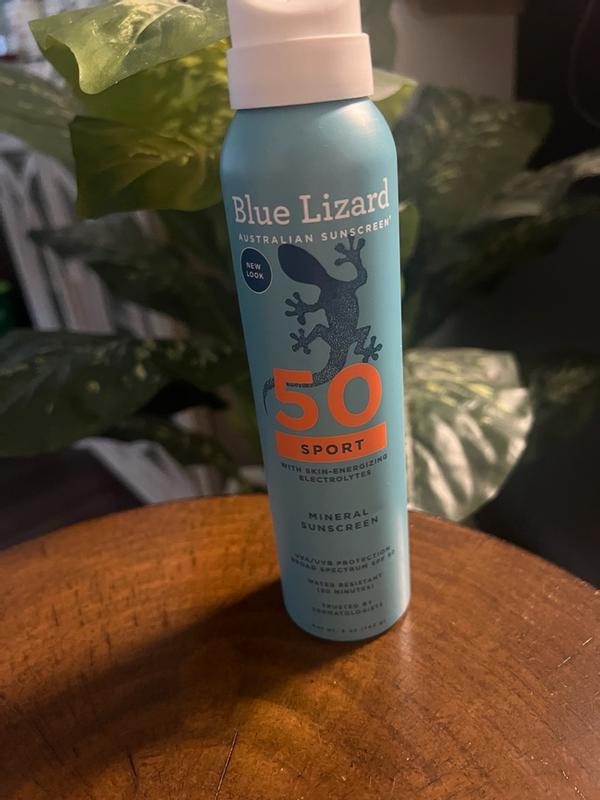 Blue Lizard
AUSTRALIAN SUNSCREEN
NEW
LOOK
50
SPORT
WITH SKIN-ENERGIZING
ELECTROLYTES
MINERAL
SUNSCREEN
UVA/UVB PROTECTION
BROAD SPECTRUM SPF 50
WATER RESISTANT
(80 MINUTES)
TRUSTED BY
DERMATOLOGISTS